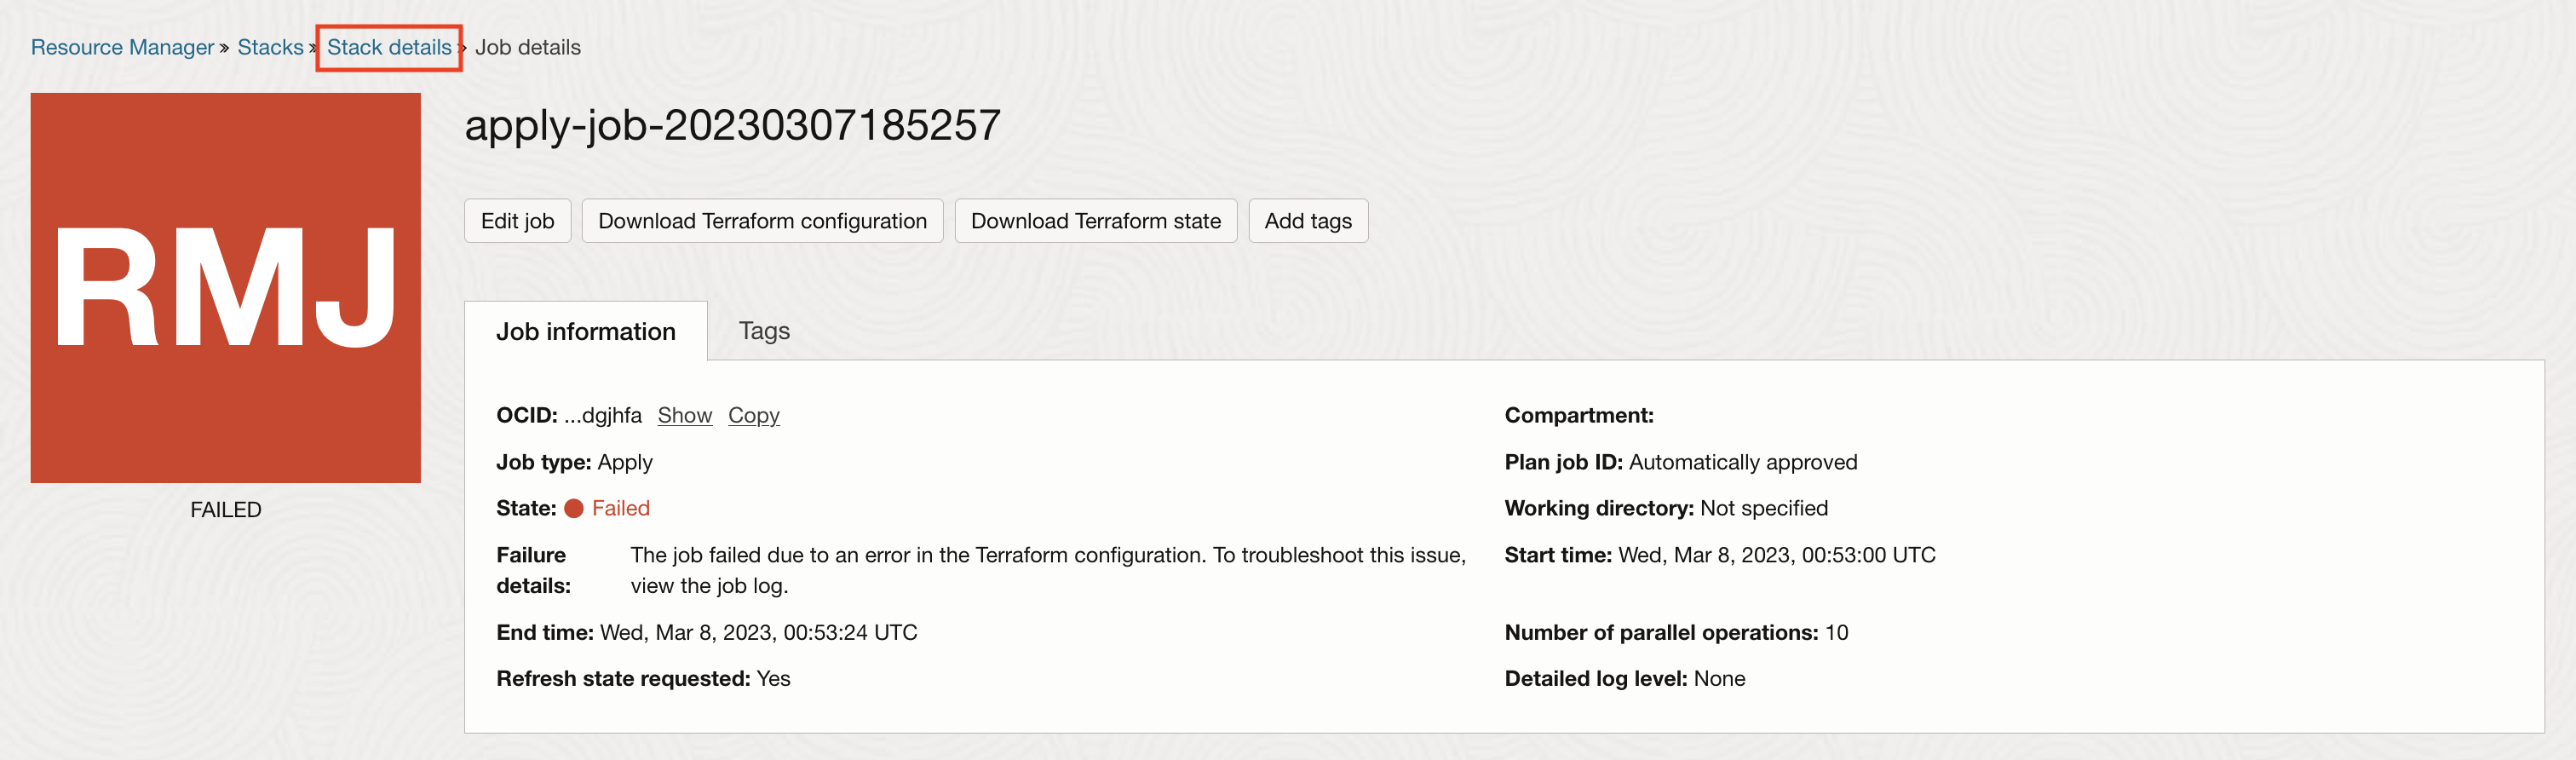 Resource Manager » Stacks » Stack details » Job details
apply-job-20230307185257
Edit job Download Terraform configuration Download Terraform state Add tags
RMJ
FAILED
Job information Tags
OCID: ...dgjhfa Show Copy
Compartment:
Job type: Apply
Plan job ID: Automatically approved
State: Failed
Working directory: Not specified
Failure details: The job failed due to an error in the Terraform configuration. To troubleshoot this issue,
view the job log.
Start time: Wed, Mar 8, 2023, 00:53:00 UTC
End time: Wed, Mar 8, 2023, 00:53:24 UTC
Number of parallel operations: 10
Refresh state requested: Yes
Detailed log level: None